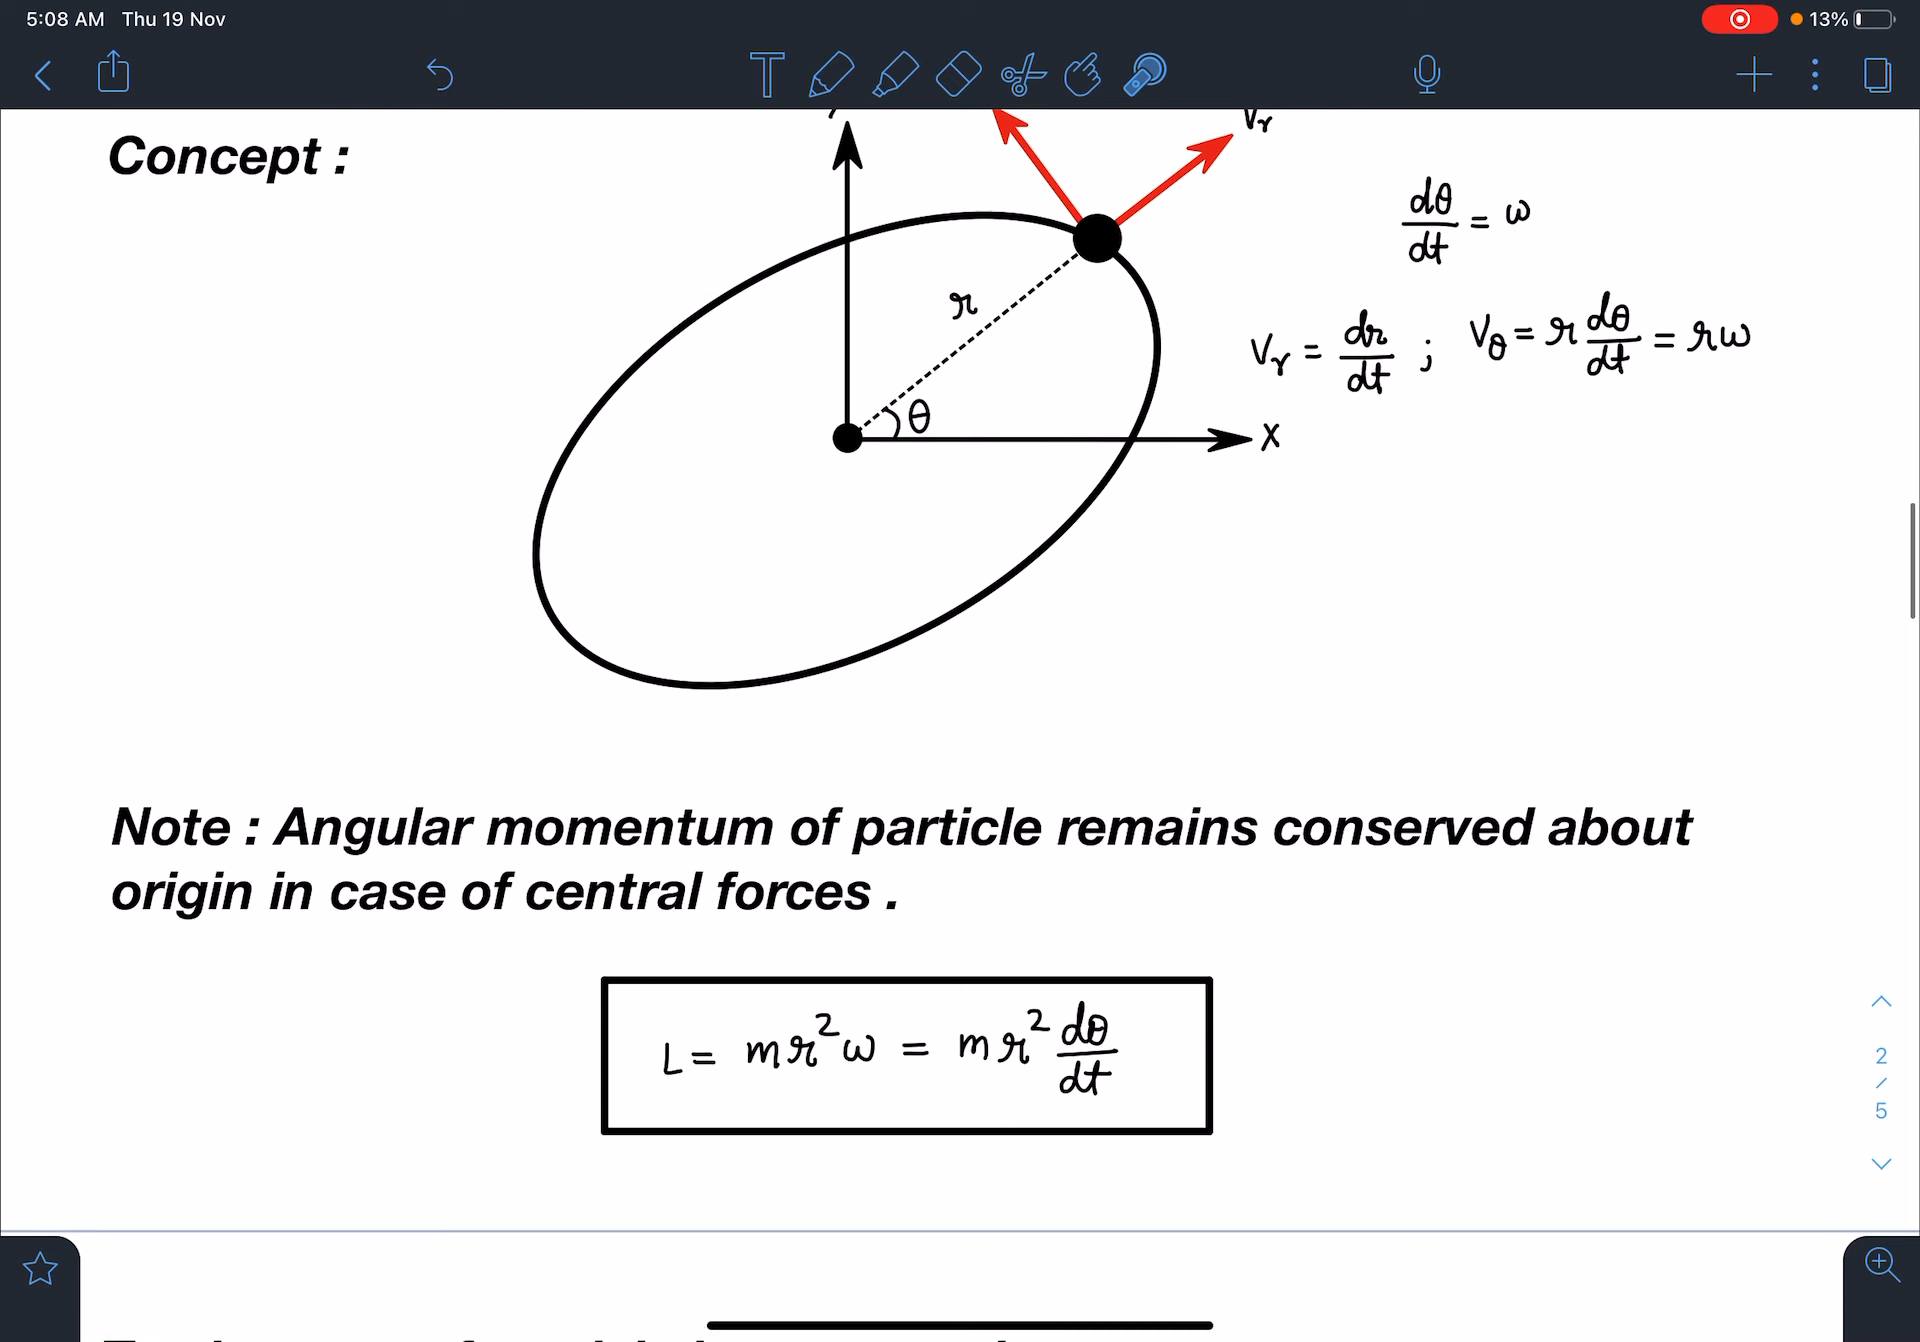 5:08 AM Thu 19 Nov
13%
Concept :
Vr
dθ/dt = ω
r
Vr = dr/dt ; Vθ = r dθ/dt = rω
θ
X
Note : Angular momentum of particle remains conserved about
origin in case of central forces .
L = mr²ω = mr² dθ/dt
2
/
5